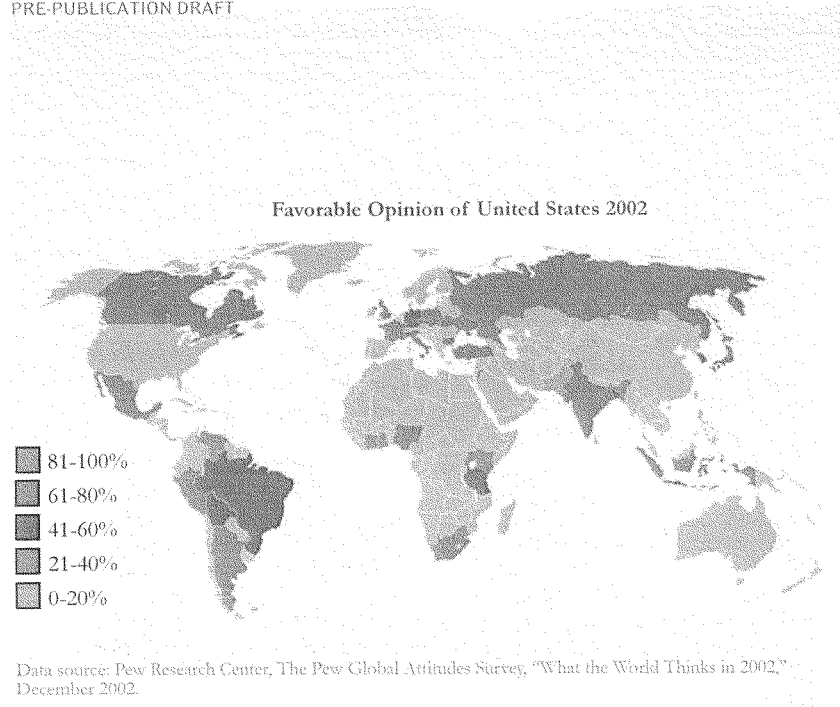 PRE-PUBLICATION DRAFT
Favorable Opinion of United States 2002
81-100%
61-80%
41-60%
21-40%
0-20%
Data source: Pew Research Center, The Pew Global Attitudes Survey, "What the World Thinks in 2002,"
December 2002.